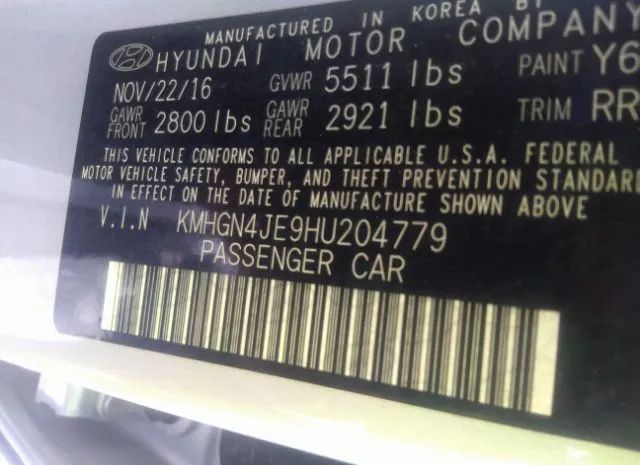 MANUFACTURED IN KOREA BY
HYUNDAI MOTOR COMPANY
NOV/22/16 GVWR 5511 lbs PAINT Y6
GAWR FRONT 2800 lbs GAWR REAR 2921 lbs TRIM RR
THIS VEHICLE CONFORMS TO ALL APPLICABLE U.S.A. FEDERAL
MOTOR VEHICLE SAFETY, BUMPER, AND THEFT PREVENTION STANDARD
IN EFFECT ON THE DATE OF MANUFACTURE SHOWN ABOVE
V.I.N KMHGN4JE9HU204779
PASSENGER CAR